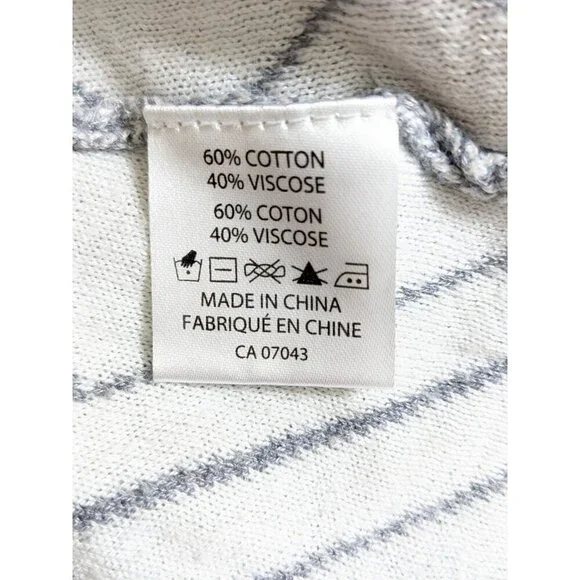 60% COTTON
40% VISCOSE
60% COTON
40% VISCOSE
MADE IN CHINA
FABRIQUÉ EN CHINE
CA 07043